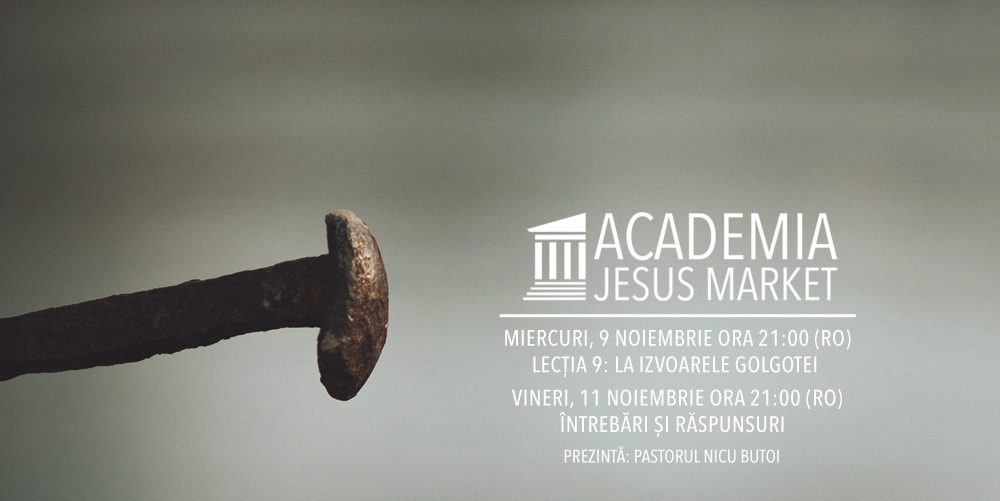 ACADEMIA
JESUS MARKET
MIERCURI, 9 NOIEMBRIE ORA 21:00 (RO)
LECȚIA 9: LA IZVOARELE GOLGOTEI
VINERI, 11 NOIEMBRIE ORA 21:00 (RO)
ÎNTREBĂRI ȘI RĂSPUNSURI
PREZINTĂ: PASTORUL NICU BUTOI